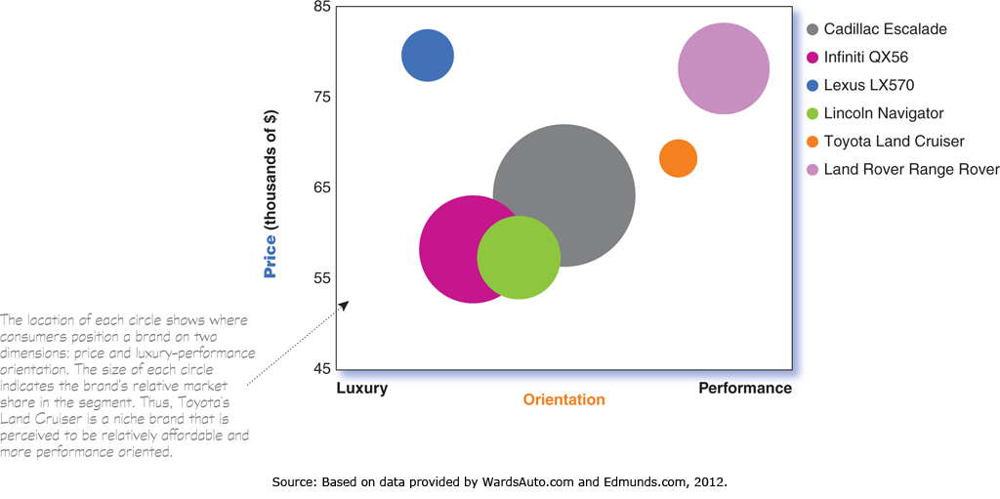 85
75
65
55
45
Price (thousands of $)
Luxury
Orientation
Performance
Cadillac Escalade
Infiniti QX56
Lexus LX570
Lincoln Navigator
Toyota Land Cruiser
Land Rover Range Rover
The location of each circle shows where
consumers position a brand on two
dimensions: price and luxury-performance
orientation. The size of each circle
indicates the brand's relative market
share in the segment. Thus, Toyota's
Land Cruiser is a niche brand that is
perceived to be relatively affordable and
more performance oriented.
Source: Based on data provided by WardsAuto.com and Edmunds.com, 2012.